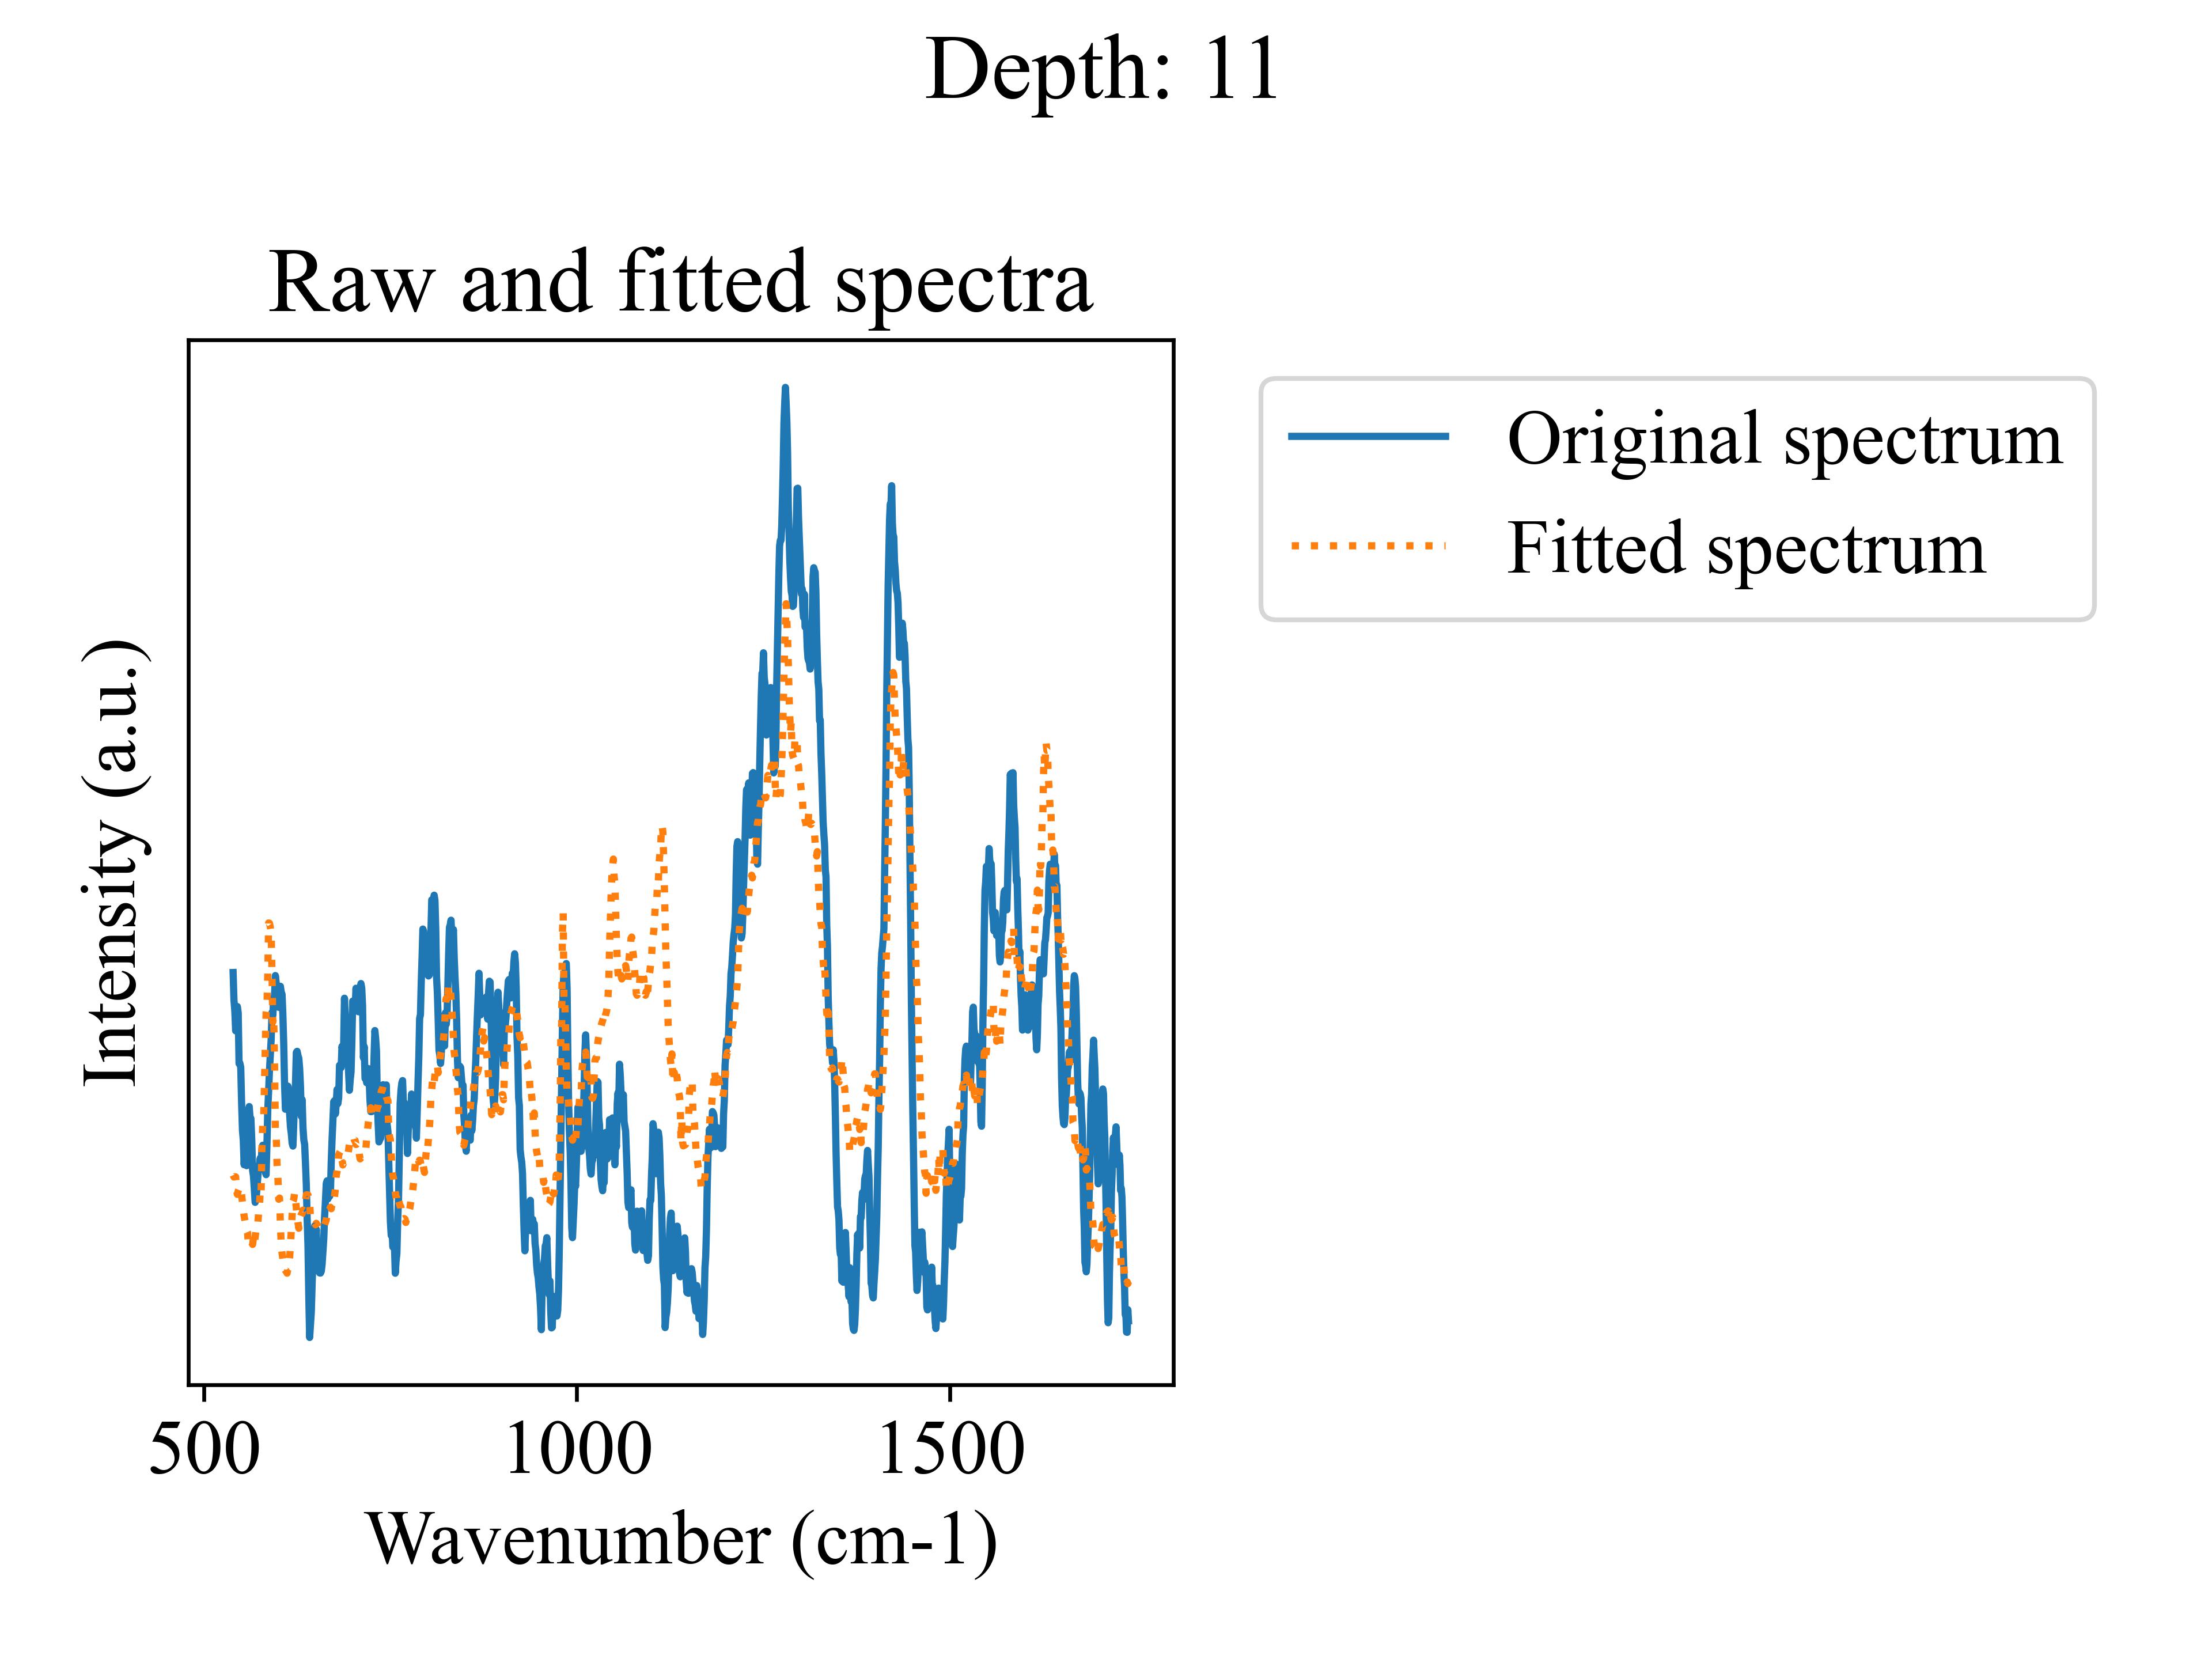 Depth: 11
Raw and fitted spectra
Original spectrum
Fitted spectrum
Intensity (a.u.)
500 1000 1500
Wavenumber (cm-1)